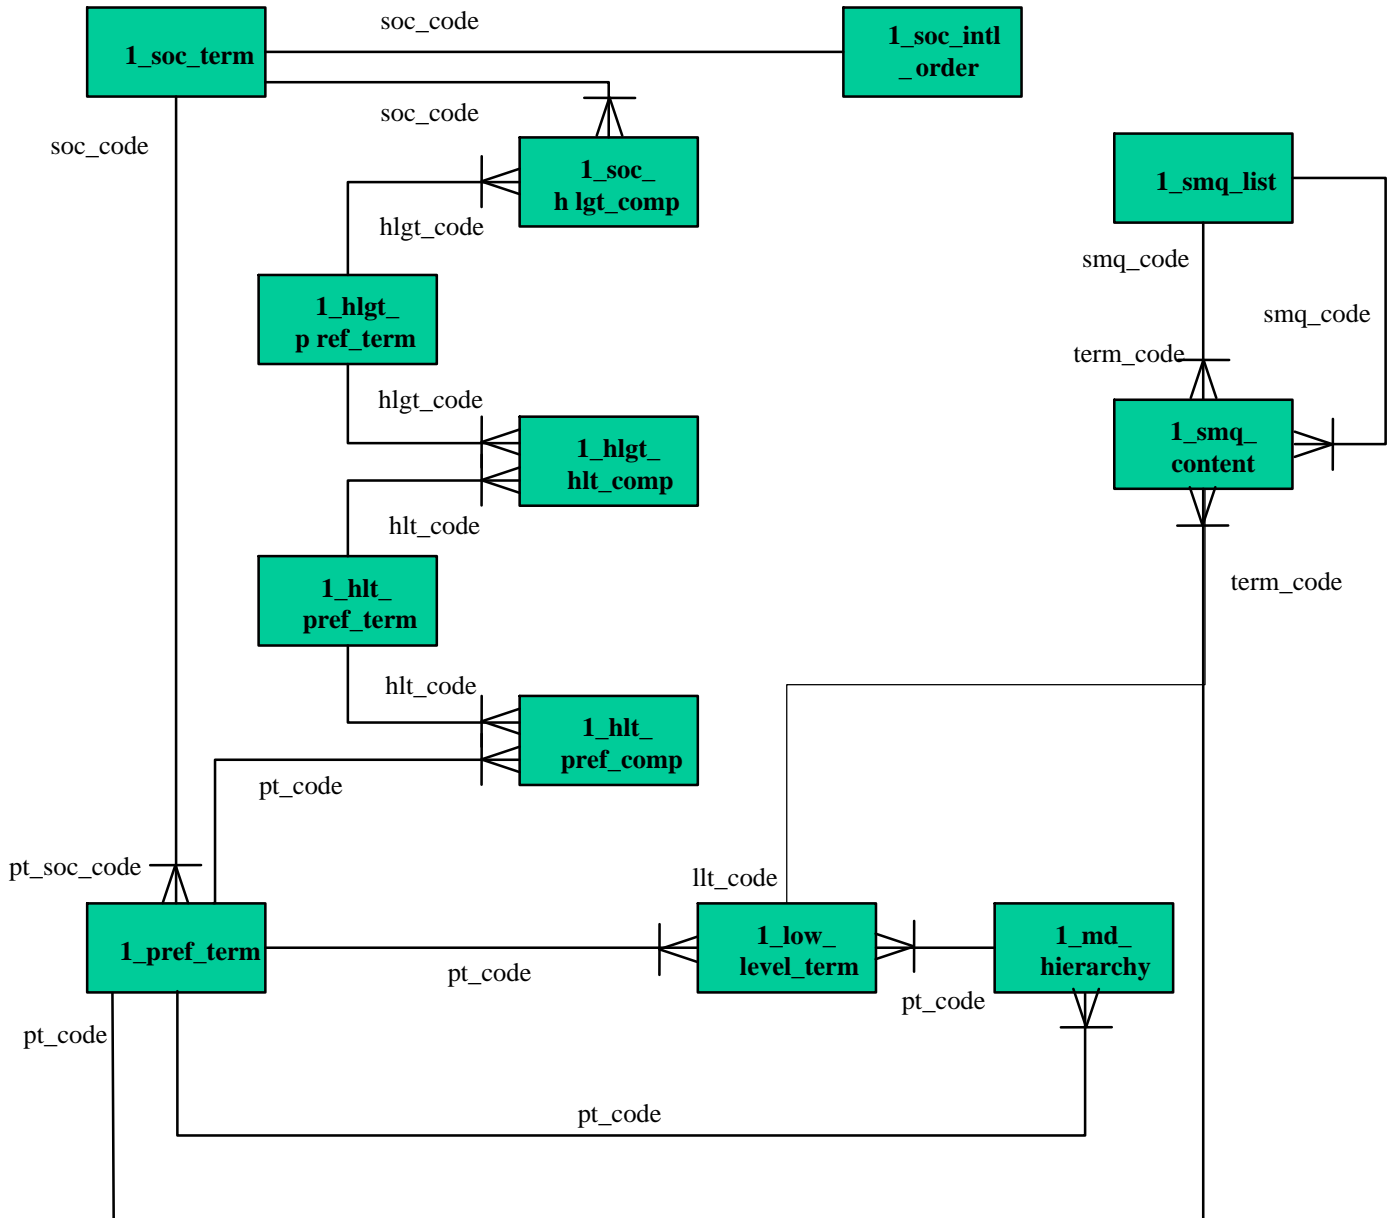 soc_code
1_soc_term
1_soc_intl
_ order
soc_code
soc_code
1_soc_
h lgt_comp
1_smq_list
hlgt_code
smq_code
smq_code
1_hlgt_
p ref_term
term_code
hlgt_code
1_hlgt_
hlt_comp
1_smq_
content
hlt_code
1_hlt_
pref_term
term_code
hlt_code
1_hlt_
pref_comp
pt_code
pt_soc_code
llt_code
1_pref_term
1_low_
level_term
1_md_
hierarchy
pt_code
pt_code
pt_code
pt_code